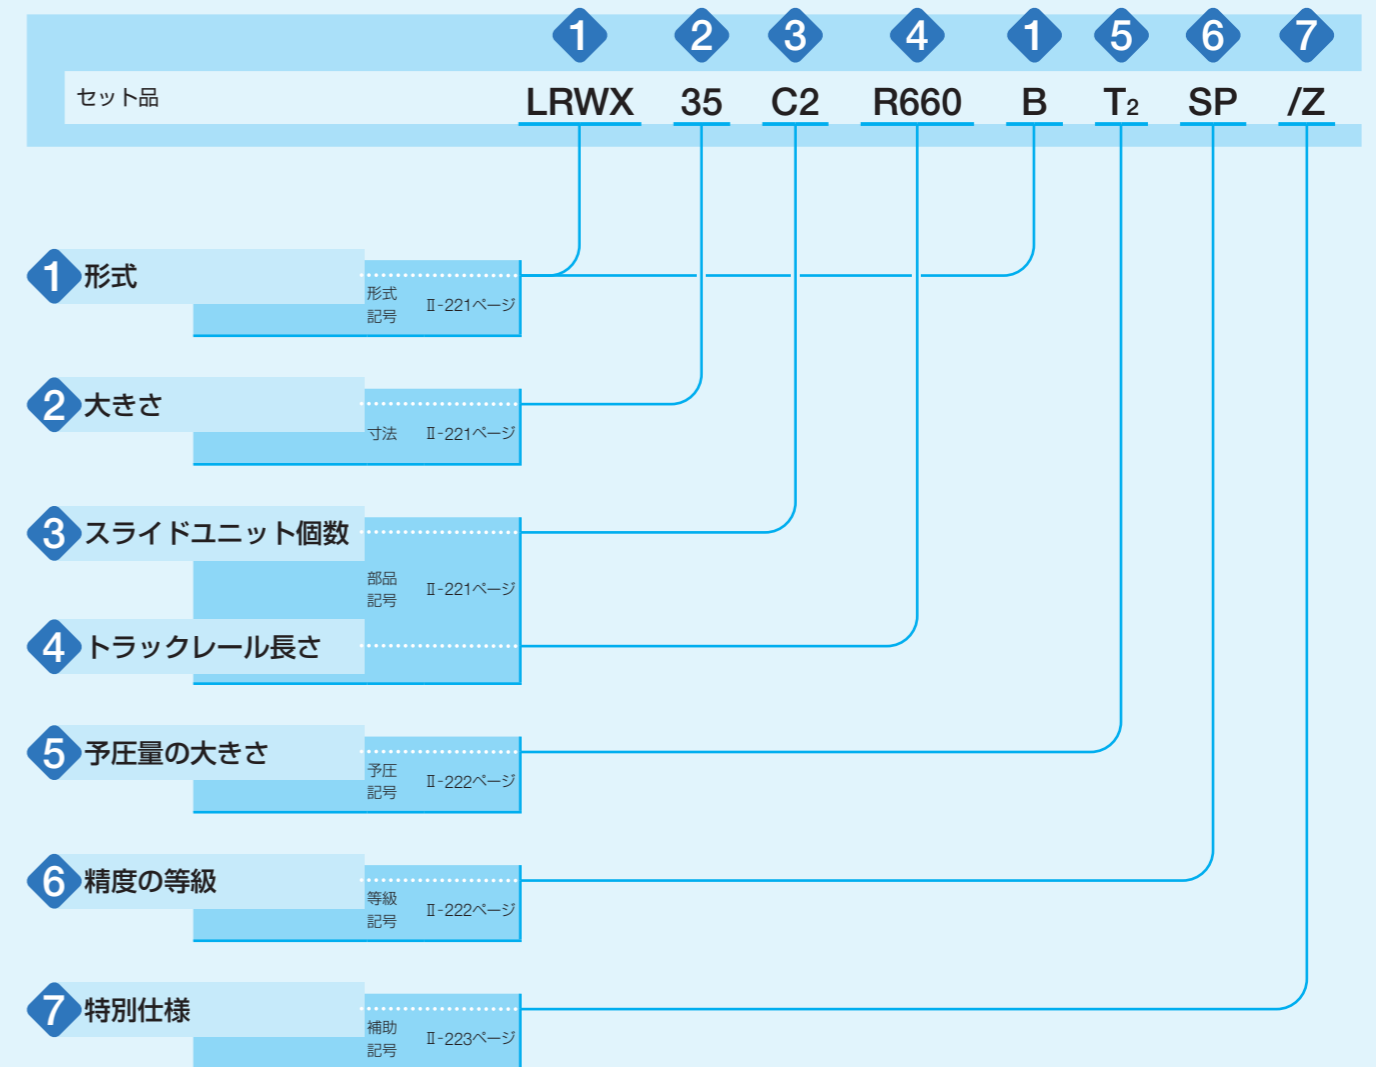 1 2 3 4 1 5 6 7
セット品 LRWX 35 C2 R660 B T2 SP /Z
1 形式
形式
記号 Ⅱ-221ページ
2 大きさ
寸法 Ⅱ-221ページ
3 スライドユニット個数
部品
記号 Ⅱ-221ページ
4 トラックレール長さ
5 予圧量の大きさ
予圧
記号 Ⅱ-222ページ
6 精度の等級
等級
記号 Ⅱ-222ページ
7 特別仕様
補助
記号 Ⅱ-223ページ